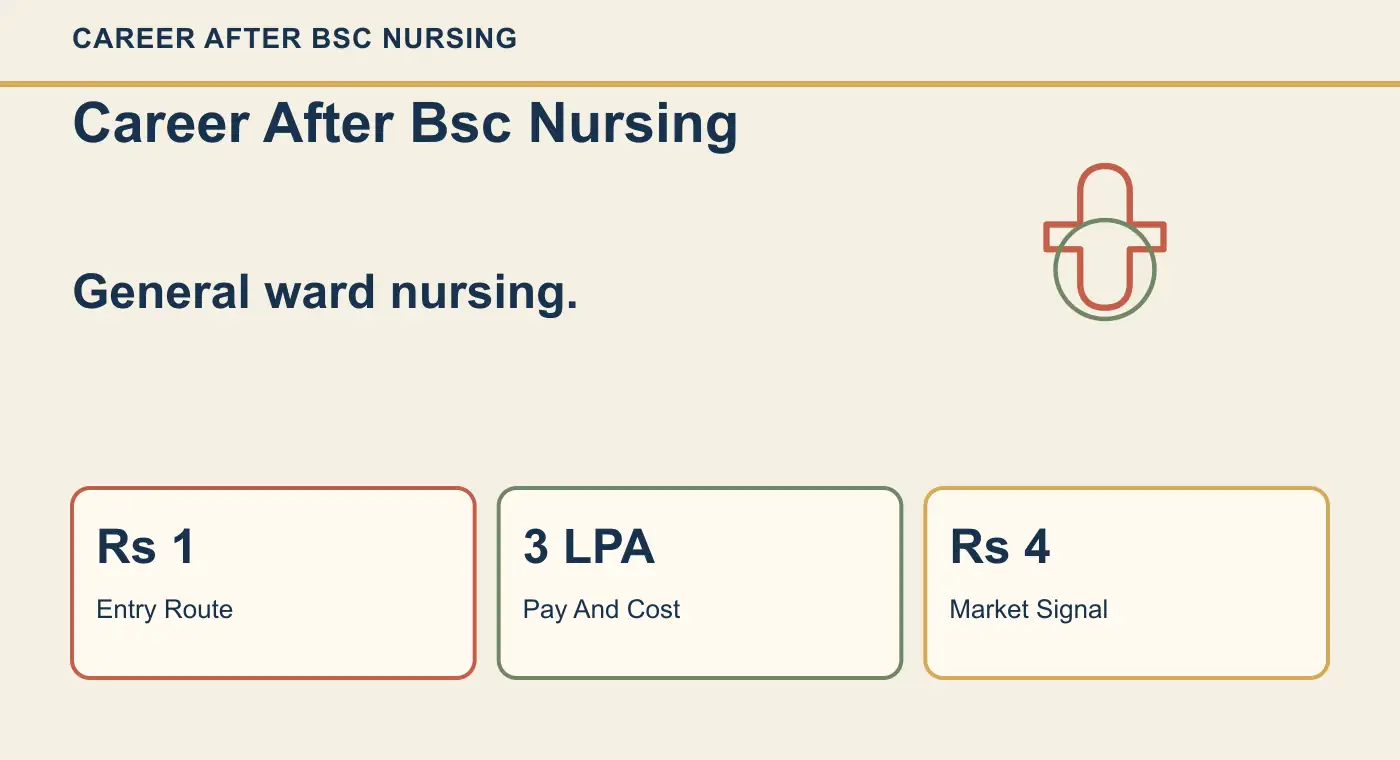 CAREER AFTER BSC NURSING
Career After Bsc Nursing
General ward nursing.
Rs 1
Entry Route
3 LPA
Pay And Cost
Rs 4
Market Signal